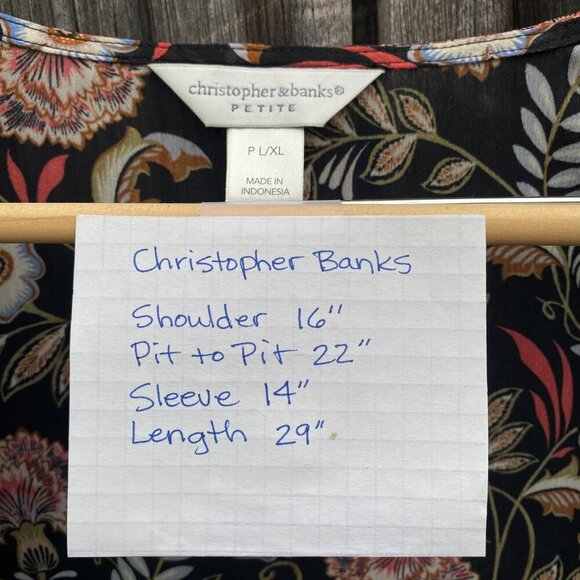 christopher & banks®
PETITE
P L/XL
MADE IN
INDONESIA
Christopher Banks
Shoulder 16"
Pit to Pit 22"
Sleeve 14"
Length 29"